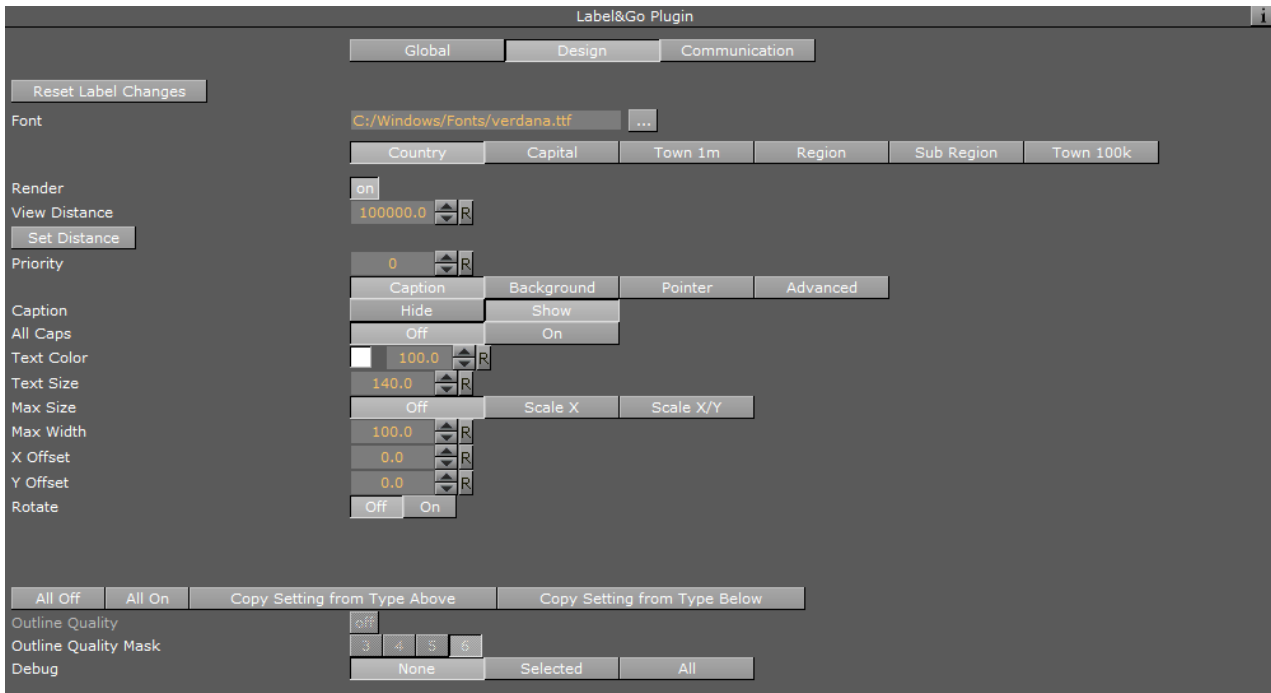 Label&Go Plugin i
Global Design Communication
Reset Label Changes
Font C:/Windows/Fonts/verdana.ttf ...
Country Capital Town 1m Region Sub Region Town 100k
Render on
View Distance 100000.0 R
Set Distance
Priority 0 R
Caption Background Pointer Advanced
Caption Hide Show
All Caps Off On
Text Color 100.0 R
Text Size 140.0 R
Max Size Off Scale X Scale X/Y
Max Width 100.0 R
X Offset 0.0 R
Y Offset 0.0 R
Rotate Off On
All Off All On Copy Setting from Type Above Copy Setting from Type Below
Outline Quality off
Outline Quality Mask 3 4 5 6
Debug None Selected All